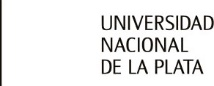 UNIVERSIDAD
NACIONAL
DE LA PLATA